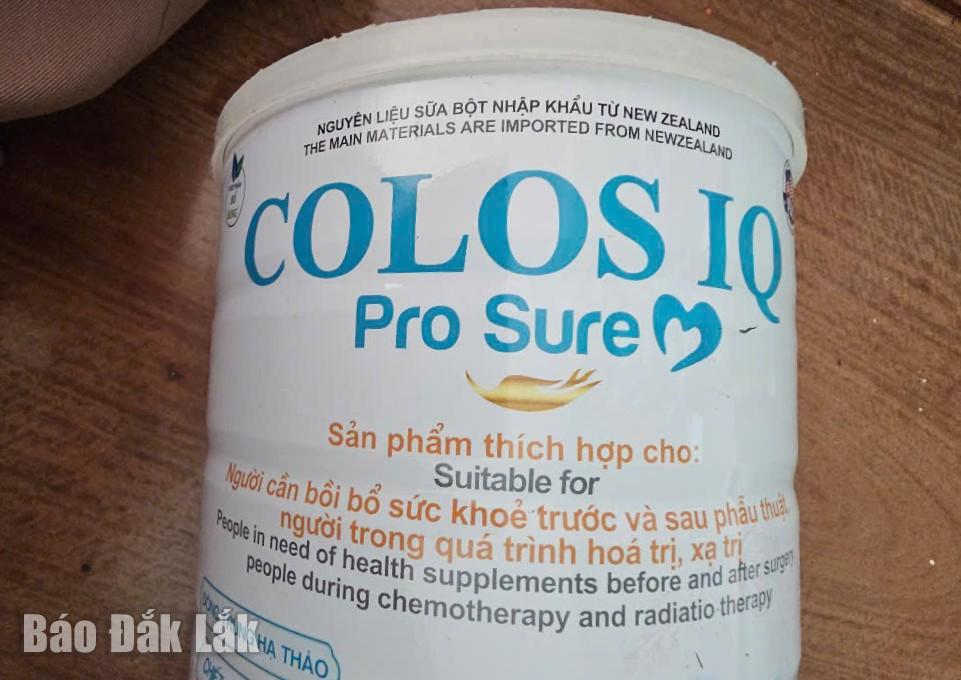 NGUYÊN LIỆU SỮA BỘT NHẬP KHẨU TỪ NEW ZEALAND
THE MAIN MATERIALS ARE IMPORTED FROM NEWZEALAND
COLOS IQ
Pro Sure
Sản phẩm thích hợp cho:
Suitable for
Người cần bồi bổ sức khoẻ trước và sau phẫu thuật,
người trong quá trình hoá trị, xạ trị
People in need of health supplements before and after surgery
people during chemotherapy and radiatio therapy
HẠ THẢO
Báo Đắk Lắk